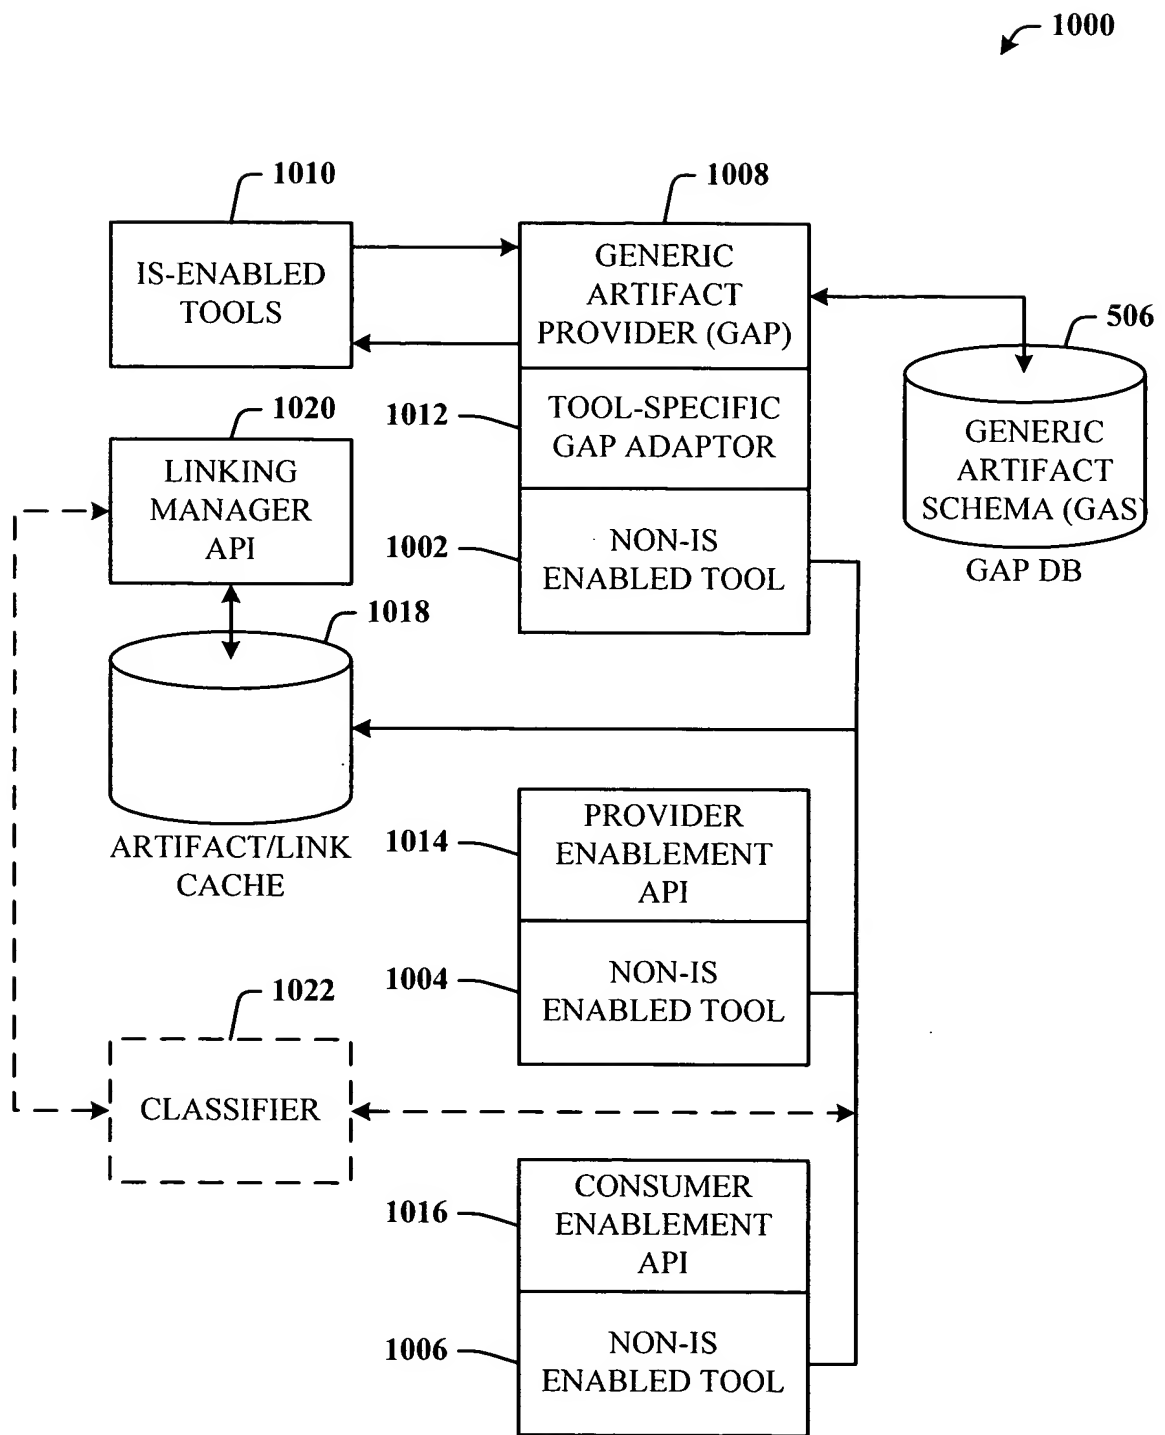 1000
1010
IS-ENABLED
TOOLS
1008
GENERIC
ARTIFACT
PROVIDER (GAP)
506
GENERIC
ARTIFACT
SCHEMA (GAS)
GAP DB
1012
TOOL-SPECIFIC
GAP ADAPTOR
1020
LINKING
MANAGER
API
1002
NON-IS
ENABLED TOOL
1018
ARTIFACT/LINK
CACHE
1014
PROVIDER
ENABLEMENT
API
1004
NON-IS
ENABLED TOOL
1022
CLASSIFIER
1016
CONSUMER
ENABLEMENT
API
1006
NON-IS
ENABLED TOOL